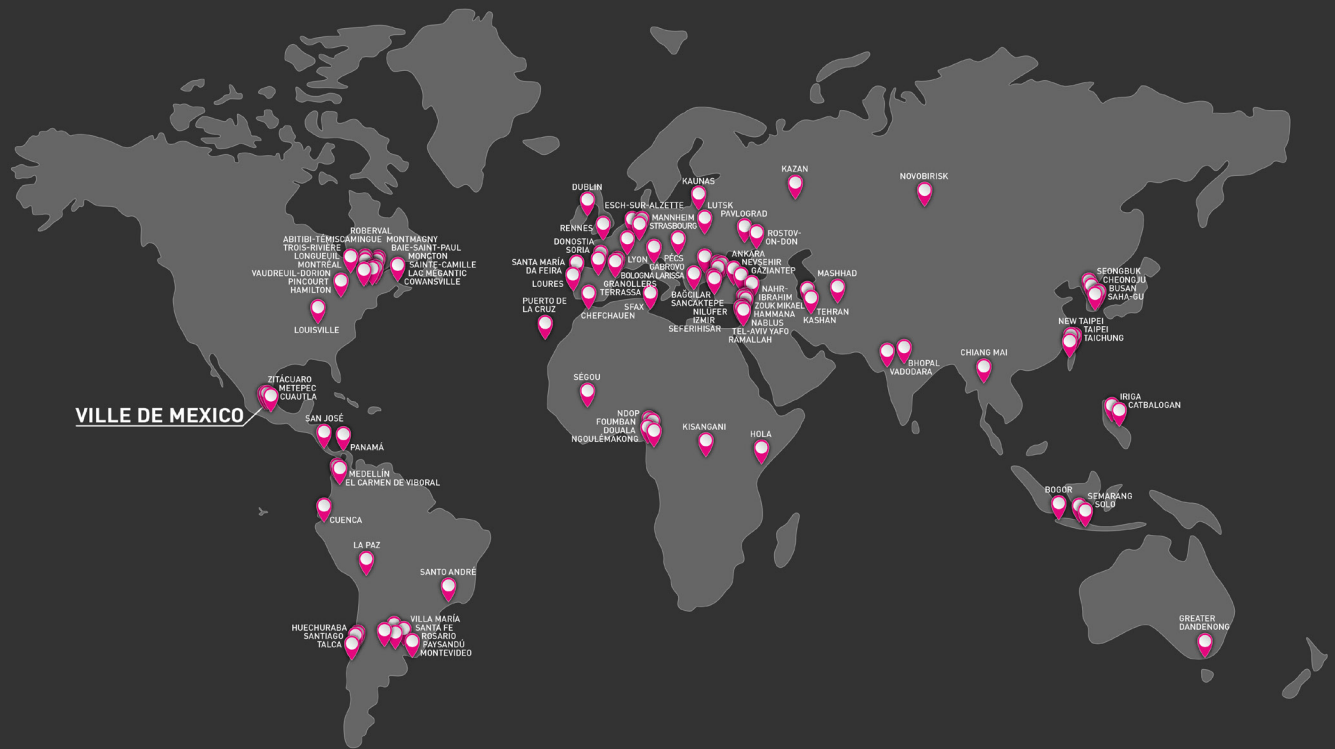 KAZAN
NOVOBIRISK
KAUNAS
DUBLIN
ESCH-SUR-ALZETTE
LUTSK
PAVLOGRAD
RENNES
MANNHEIM
STRASBOURG
ROSTOV-
ON-DON
ROBERVAL
ABITIBI-TÉMISCAMINGUE
MONTMAGNY
TROIS-RIVIÈRE
BAIE-SAINT-PAUL
LONGUEUIL
MONCTON
MONTRÉAL
SAINTE-CAMILLE
VAUDREUIL-DORION
LAC MÉGANTIC
PINCOURT
COWANSVILLE
HAMILTON
LOUISVILLE
DONOSTIA
SORIA
SANTA MARÍA
DA FEIRA
LOURES
LYON
PÉCS
GABROVO
BOLOGNA
LARISSA
GRANOLLERS
TERRASSA
ANKARA
NEVSEHIR
GAZIANTEP
MASHHAD
PUERTO DE
LA CRUZ
CHEFCHAUEN
SFAX
BAĞCILAR
SANCAKTEPE
NILÜFER
IZMIR
SEFERIHISAR
NAHR-
IBRAHIM
ZOUK MIKAEL
HAMMANA
NABLUS
TEL-AVIV YAFO
RAMALLAH
TEHRAN
KASHAN
SEONGBUK
CHEONGJU
BUSAN
SAHA-GU
NEW TAIPEI
TAIPEI
TAICHUNG
CHIANG MAI
BHOPAL
VADODARA
ZITÁCUARO
METEPEC
CUAUTLA
VILLE DE MEXICO
SAN JOSÉ
PANAMÁ
SÉGOU
NDOP
FOUMBAN
DOUALA
NGOULÉMAKONG
KISANGANI
HOLA
IRIGA
CATBALOGAN
MEDELLÍN
EL CARMEN DE VIBORAL
CUENCA
BOGOR
SEMARANG
SOLO
LA PAZ
SANTO ANDRÉ
HUECHURABA
SANTIAGO
TALCA
VILLA MARÍA
SANTA FE
ROSARIO
PAYSANDÚ
MONTEVIDEO
GREATER
DANDENONG